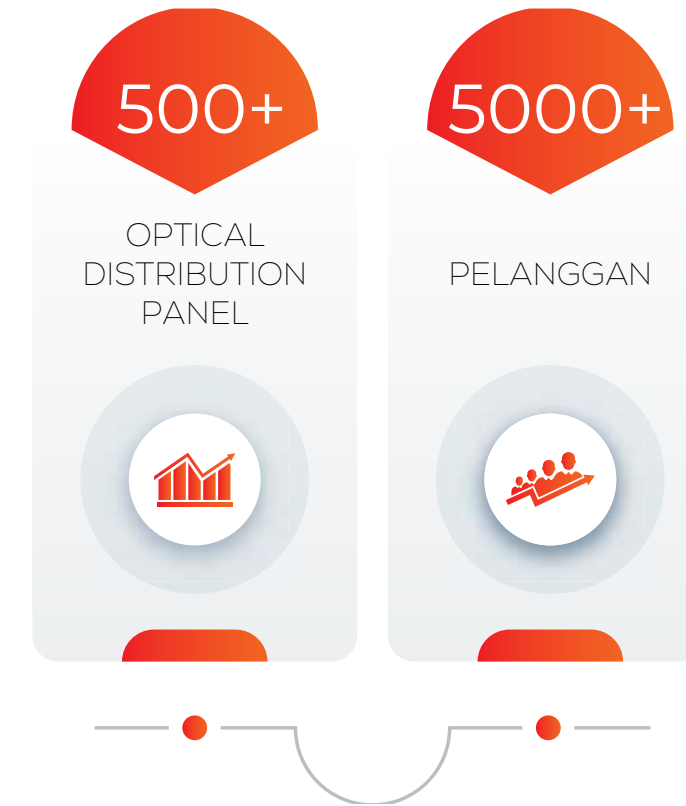 500+
OPTICAL
DISTRIBUTION
PANEL
5000+
PELANGGAN